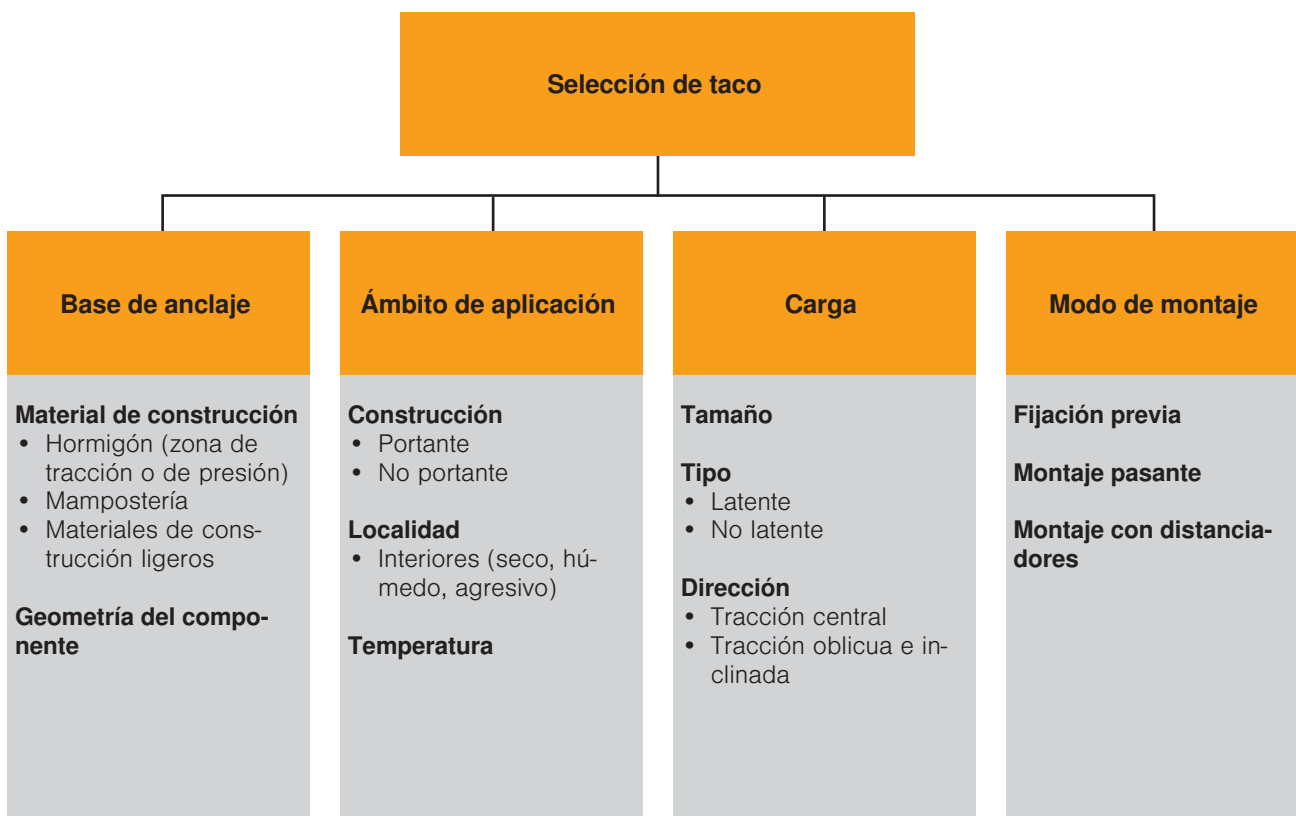 Selección de taco
Base de anclaje
Material de construcción
• Hormigón (zona de
tracción o de presión)
• Mampostería
• Materiales de cons-
trucción ligeros
Geometría del compo-
nente
Ámbito de aplicación
Construcción
• Portante
• No portante
Localidad
• Interiores (seco, hú-
medo, agresivo)
Temperatura
Carga
Tamaño
Tipo
• Latente
• No latente
Dirección
• Tracción central
• Tracción oblicua e in-
clinada
Modo de montaje
Fijación previa
Montaje pasante
Montaje con distancia-
dores